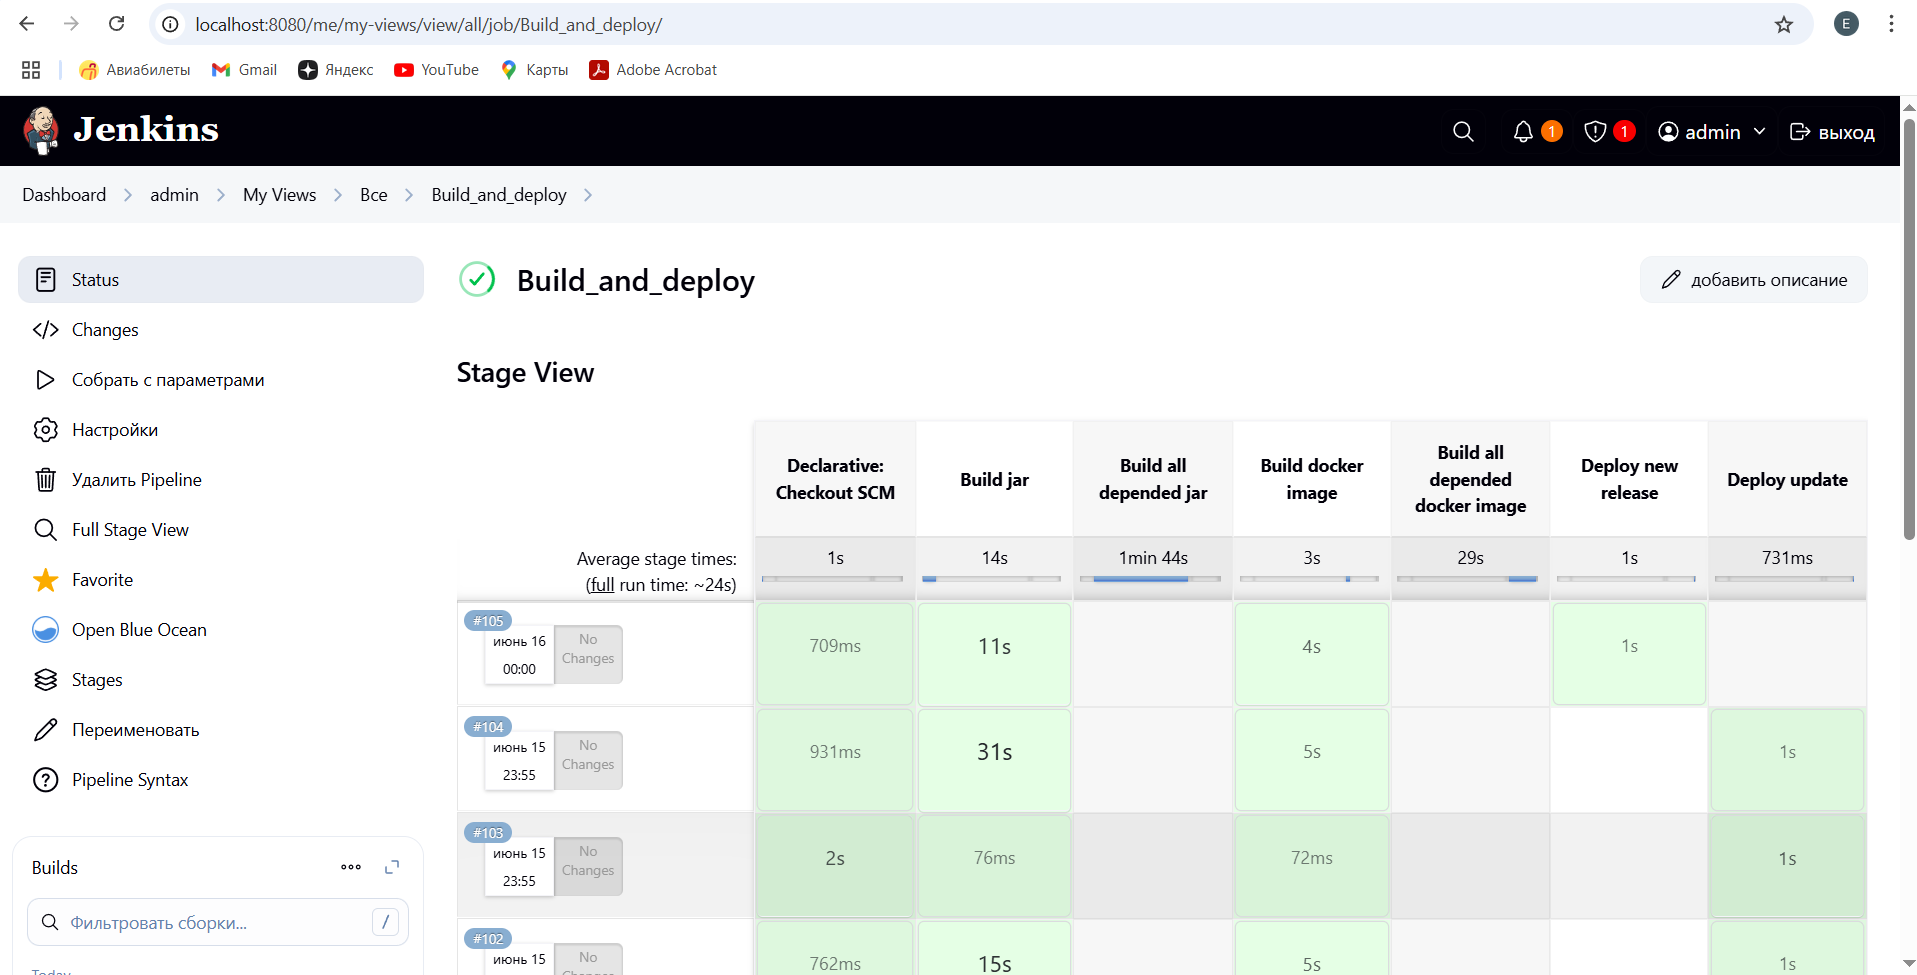 localhost:8080/me/my-views/view/all/job/Build_and_deploy/
E
Авиабилеты
Gmail
Яндекс
YouTube
Карты
Adobe Acrobat
Jenkins
1
1
admin
выход
Dashboard
admin
My Views
Все
Build_and_deploy
Status
Changes
Собрать с параметрами
Настройки
Удалить Pipeline
Full Stage View
Favorite
Open Blue Ocean
Stages
Переименовать
Pipeline Syntax
Builds
Фильтровать сборки...
/
Today
Build_and_deploy
добавить описание
Stage View
Declarative:
Checkout SCM
Build jar
Build all
depended jar
Build docker
image
Build all
depended
docker image
Deploy new
release
Deploy update
Average stage times:
(full run time: ~24s)
1s
14s
1min 44s
3s
29s
1s
731ms
#105
июнь 16
00:00
No
Changes
709ms
11s
4s
1s
#104
июнь 15
23:55
No
Changes
931ms
31s
5s
1s
#103
июнь 15
23:55
No
Changes
2s
76ms
72ms
1s
#102
июнь 15
No
Changes
762ms
15s
5s
1s